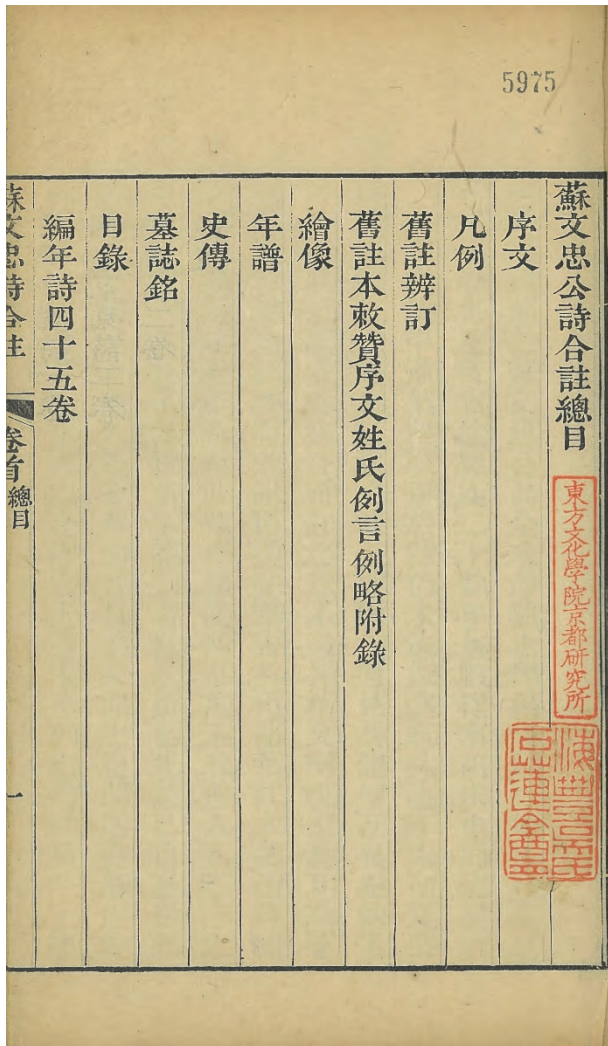 5975
蘇文忠公詩合註總目
序文
凡例
舊註辨訂
舊註本敘贊序文姓氏例言例略附錄
繪像
年譜
史傳
墓誌銘
目錄
編年詩四十五卷
蘇文忠詩合註 卷首 總目 一
東方文化學院京都研究所